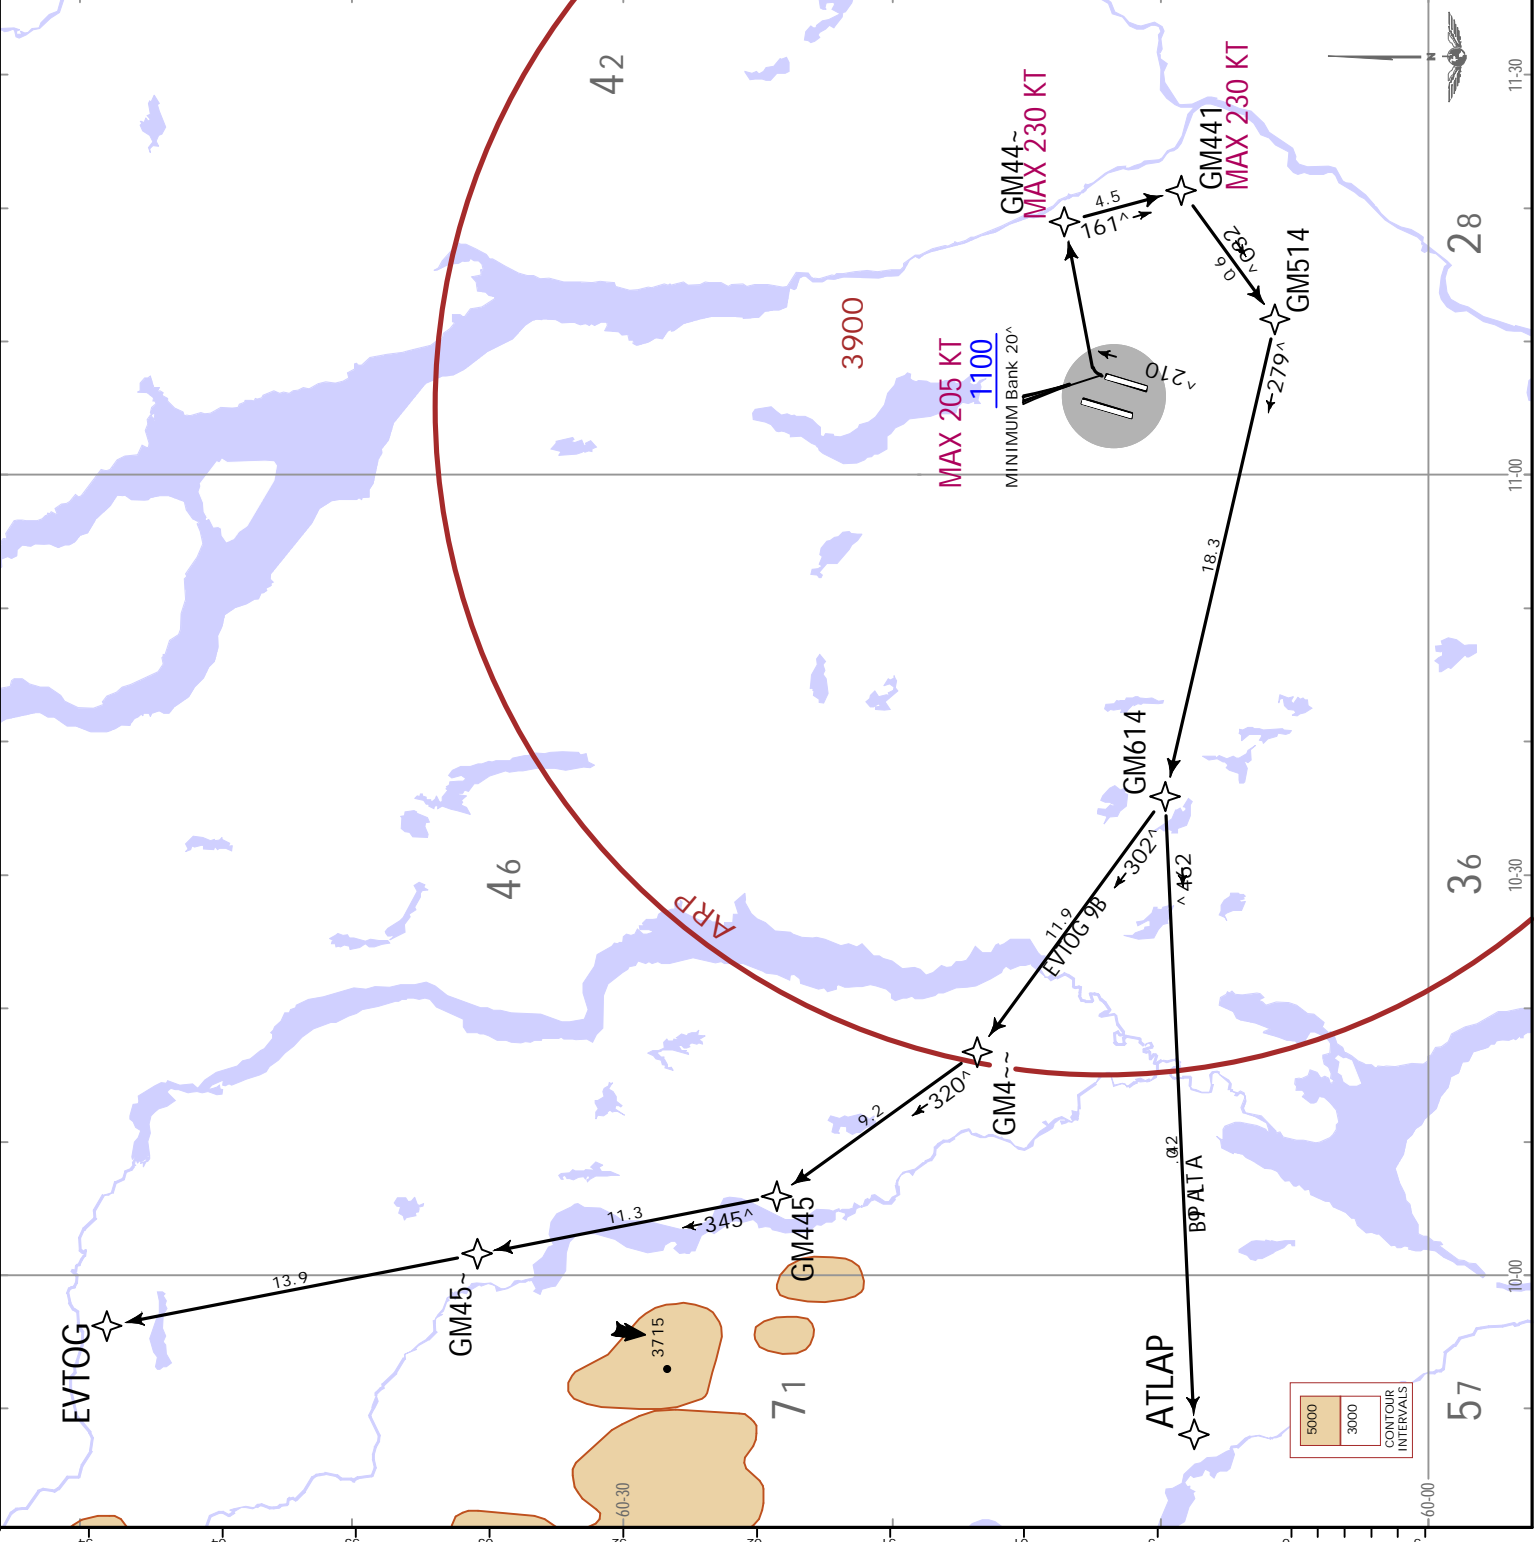 42
N
11-30
GM44~
MAX 230 KT
GM441
MAX 230 KT
4.5
161^
28
GM514
3900
MAX 205 KT
1100
MINIMUM Bank 20^
^210
279^
11-00
18.3
GM614
46
36
10-30
302^
11.9
EVTOG 9B
ARP
GM4~~
320^
9.2
GM445
345^
11.3
13.9
GM45~
EVTOG
10-00
3715
71
ATLAP
57
5000
3000
CONTOUR
INTERVALS
60-30
60-00